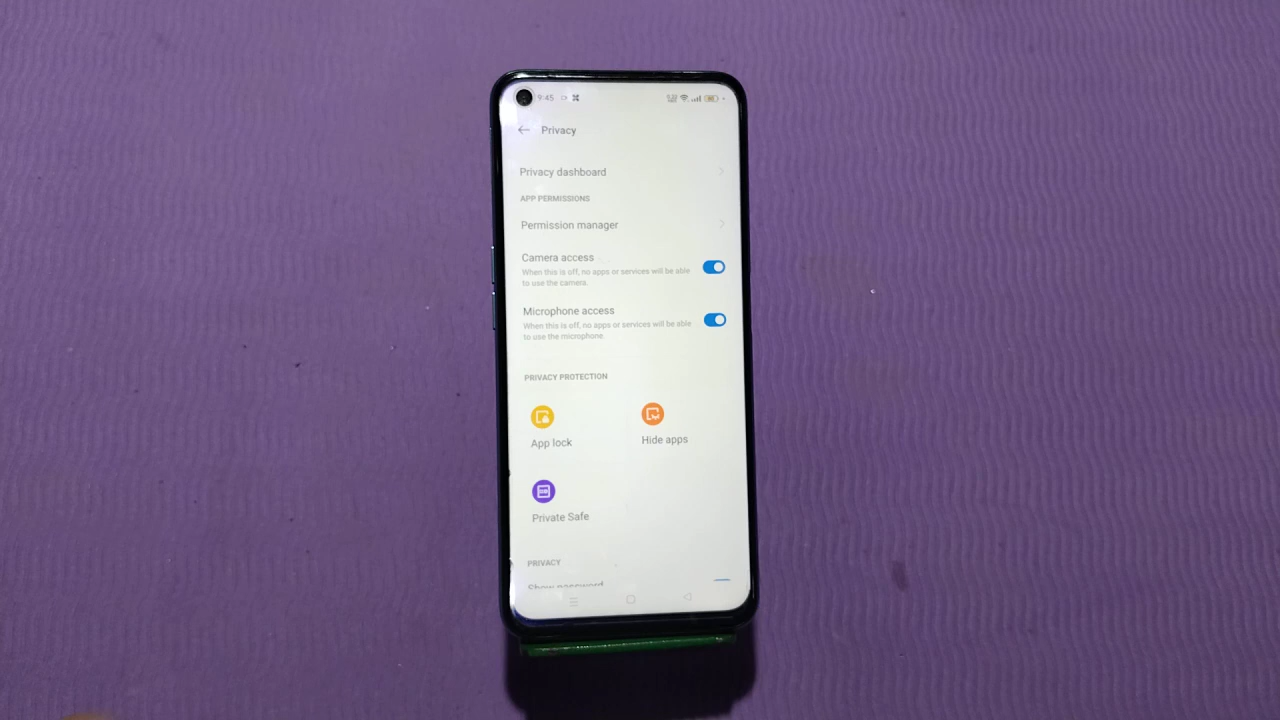 9:45
Privacy
Privacy dashboard
APP PERMISSIONS
Permission manager
Camera access
When this is off, no apps or services will be able
to use the camera.
Microphone access
When this is off, no apps or services will be able
to use the microphone.
PRIVACY PROTECTION
App lock
Hide apps
Private Safe
PRIVACY
Show password